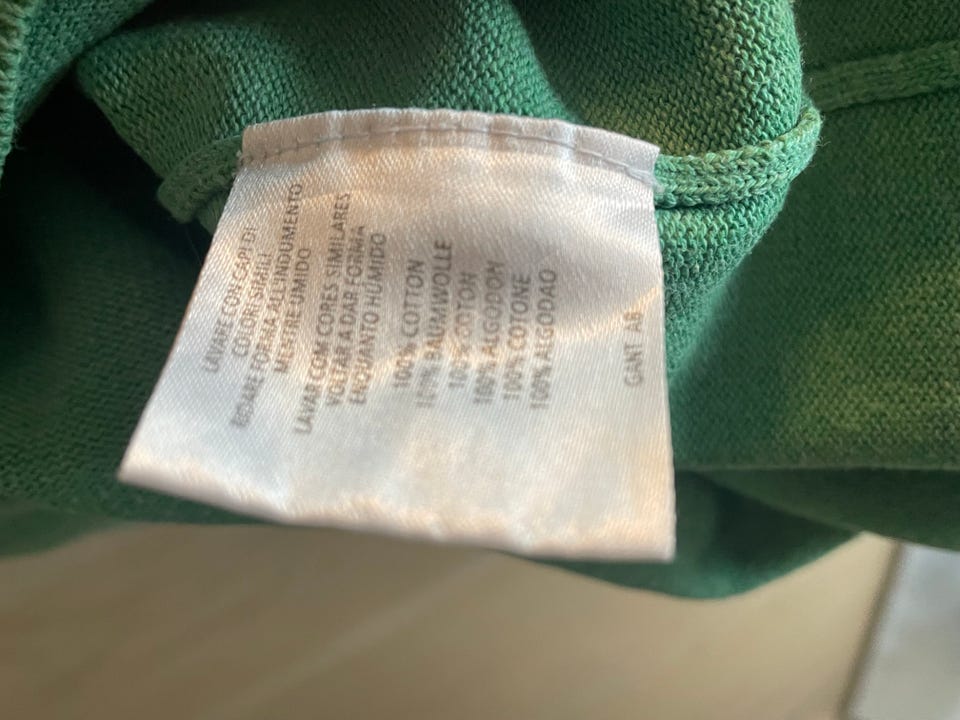 LAVARE CON CAPI DI
COLORI SIMILI
RIDARE FORMA ALL'INDUMENTO
MENTRE UMIDO
LAVAR COM CORES SIMILARES
VOLTAR A DAR FORMA
ENQUANTO HUMIDO
100% COTTON
100% BAUMWOLLE
100% COTON
100% ALGODON
100% COTONE
100% ALGODAO
GANT AB